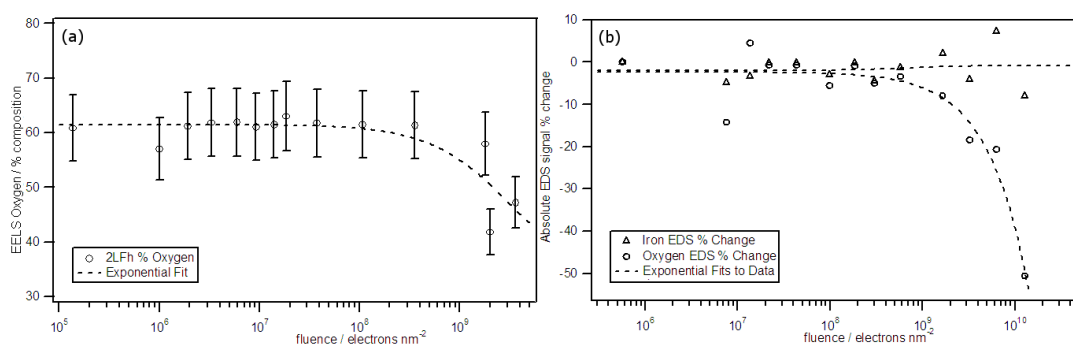 (a)
80
70
60
50
40
30
EELS Oxygen / % composition
2LFh % Oxygen
Exponential Fit
10^5
10^6
10^7
10^8
10^9
fluence / electrons nm-2
(b)
10
0
-10
-20
-30
-40
-50
Absolute EDS signal % change
Iron EDS % Change
Oxygen EDS % Change
Exponential Fits to Data
10^6
10^7
10^8
10^9
10^10
fluence / electrons nm-2